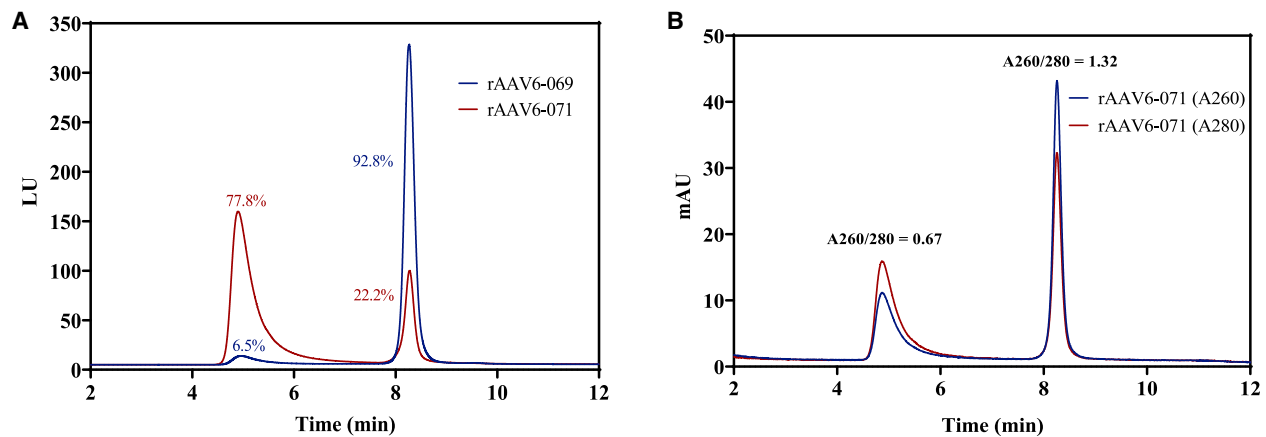 A
350
300
250
200
150
100
50
0
LU
2
4
6
8
10
12
Time (min)
rAAV6-069
rAAV6-071
92.8%
77.8%
22.2%
6.5%
B
50
40
30
20
10
0
mAU
2
4
6
8
10
12
Time (min)
A260/280 = 1.32
rAAV6-071 (A260)
rAAV6-071 (A280)
A260/280 = 0.67